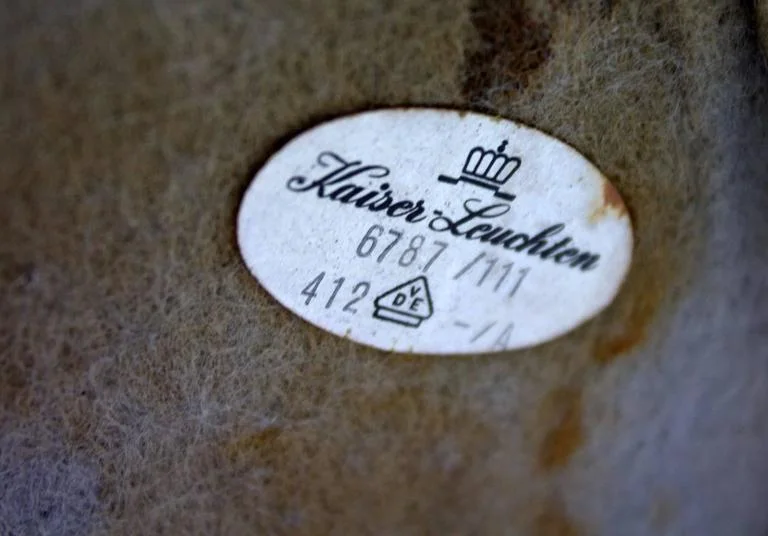 Kaiser-Leuchten
6787 /111
412 VDE -/A